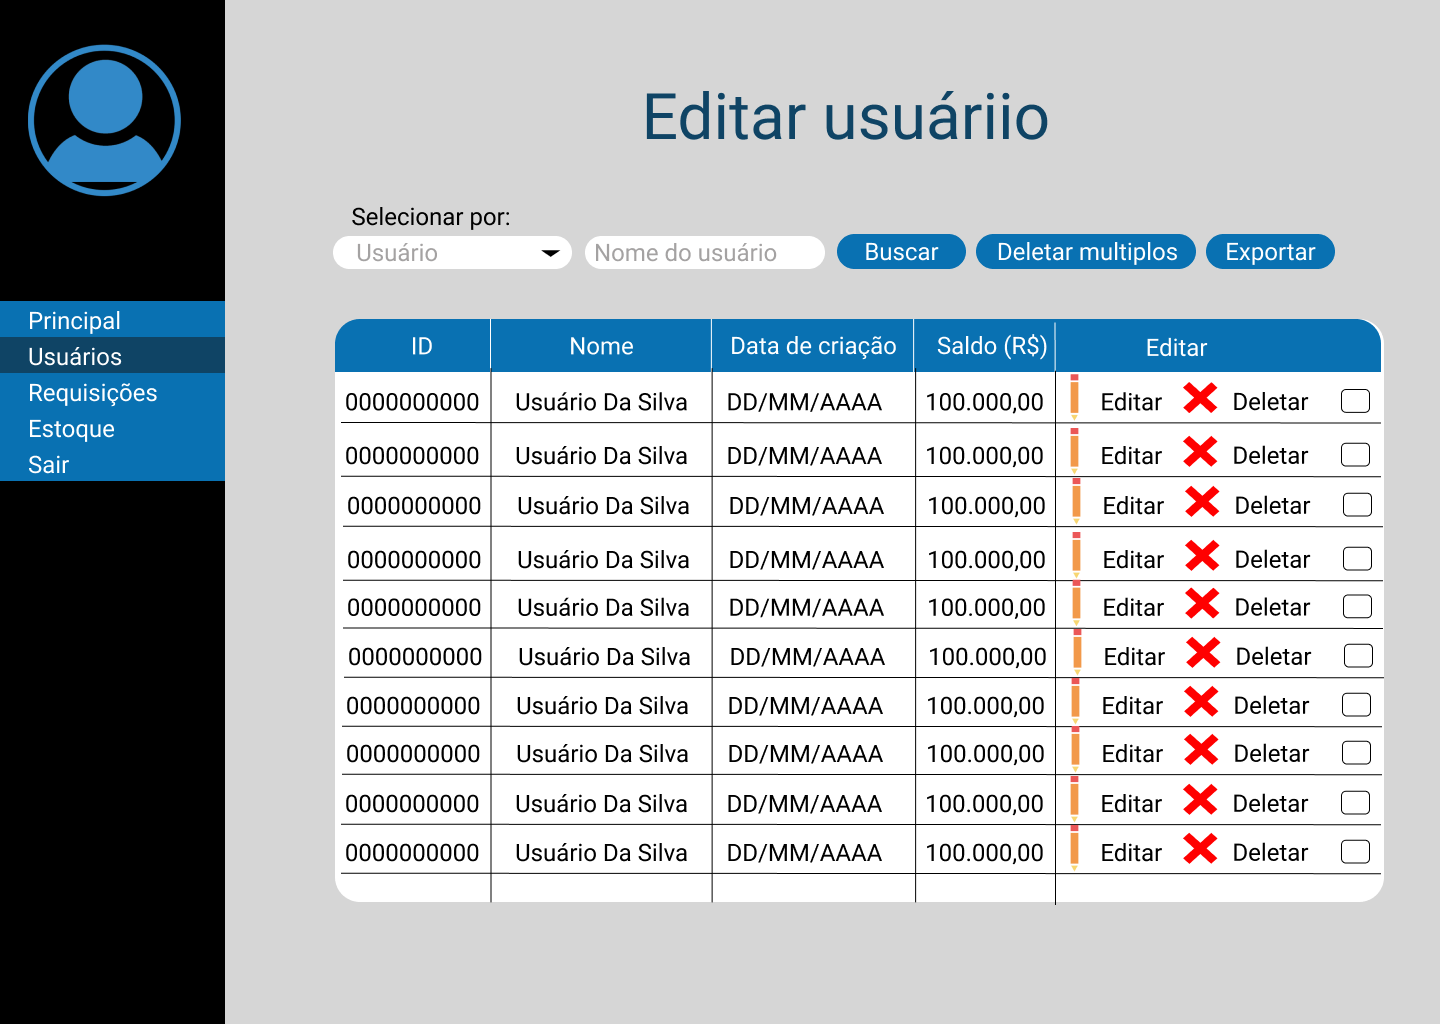 Editar usuáriio
Selecionar por:
Usuário Nome do usuário Buscar Deletar multiplos Exportar
Principal
Usuários
Requisições
Estoque
Sair
ID Nome Data de criação Saldo (R$) Editar
0000000000 Usuário Da Silva DD/MM/AAAA 100.000,00 Editar Deletar
0000000000 Usuário Da Silva DD/MM/AAAA 100.000,00 Editar Deletar
0000000000 Usuário Da Silva DD/MM/AAAA 100.000,00 Editar Deletar
0000000000 Usuário Da Silva DD/MM/AAAA 100.000,00 Editar Deletar
0000000000 Usuário Da Silva DD/MM/AAAA 100.000,00 Editar Deletar
0000000000 Usuário Da Silva DD/MM/AAAA 100.000,00 Editar Deletar
0000000000 Usuário Da Silva DD/MM/AAAA 100.000,00 Editar Deletar
0000000000 Usuário Da Silva DD/MM/AAAA 100.000,00 Editar Deletar
0000000000 Usuário Da Silva DD/MM/AAAA 100.000,00 Editar Deletar
0000000000 Usuário Da Silva DD/MM/AAAA 100.000,00 Editar Deletar